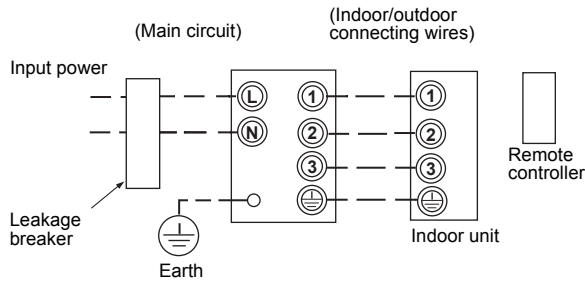 (Main circuit)
(Indoor/outdoor
connecting wires)
Input power
L
1
1
N
2
2
3
3
Remote
controller
Leakage
breaker
Indoor unit
Earth